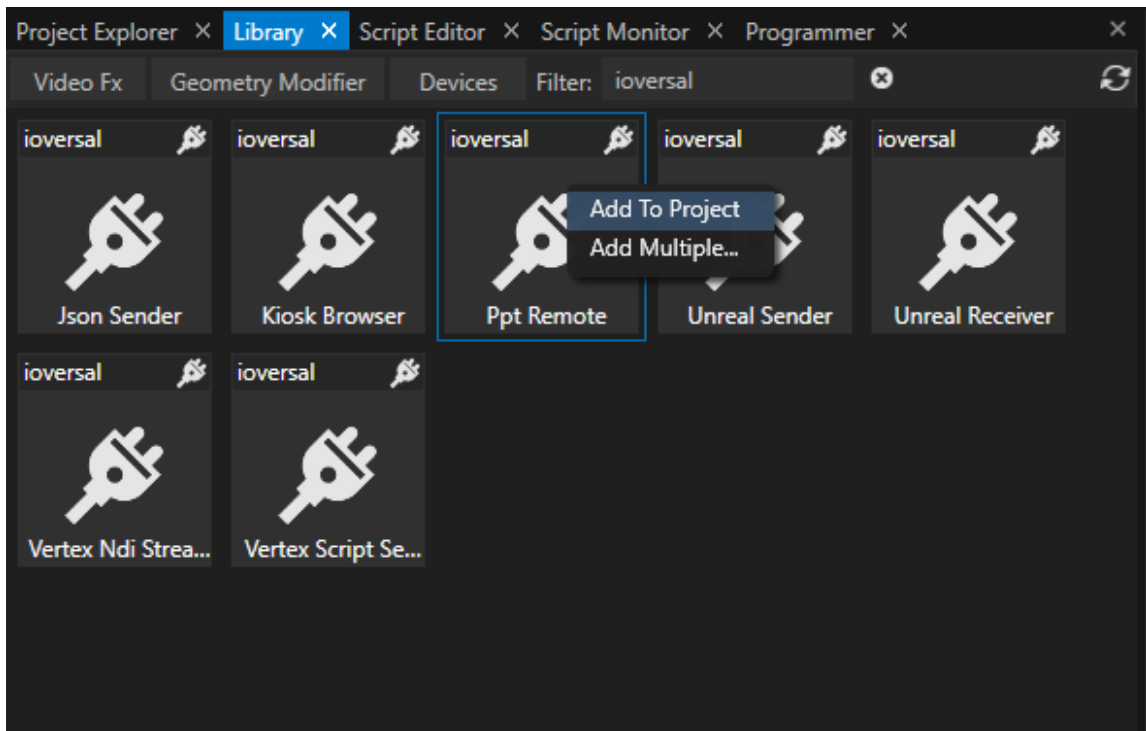 Project Explorer Library Script Editor Script Monitor Programmer
Video Fx Geometry Modifier Devices Filter: ioversal
ioversal ioversal ioversal ioversal ioversal
Add To Project
Add Multiple...
Json Sender Kiosk Browser Ppt Remote Unreal Sender Unreal Receiver
ioversal ioversal
Vertex Ndi Strea... Vertex Script Se...